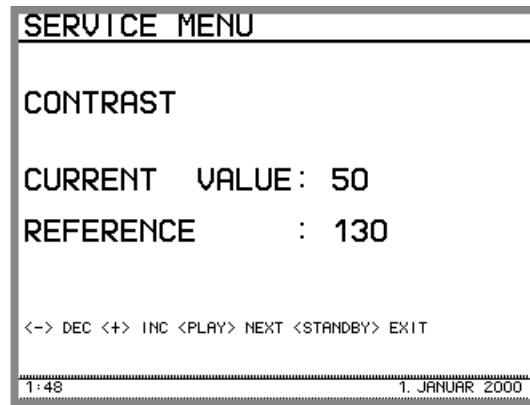 SERVICE MENU
CONTRAST
CURRENT VALUE: 50
REFERENCE : 130
<-> DEC <+> INC <PLAY> NEXT <STANDBY> EXIT
1:48 1. JANUAR 2000